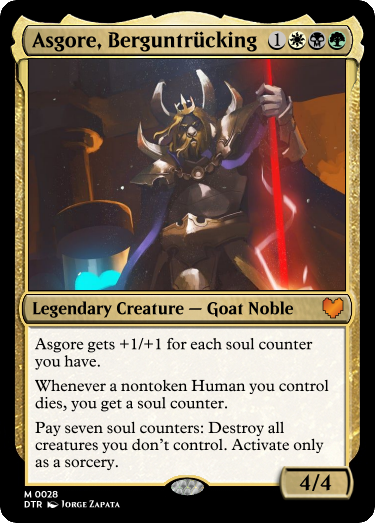 Asgore, Berguntrücking 1
Legendary Creature — Goat Noble
Asgore gets +1/+1 for each soul counter
you have.
Whenever a nontoken Human you control
dies, you get a soul counter.
Pay seven soul counters: Destroy all
creatures you don't control. Activate only
as a sorcery.
4/4
M 0028
DTR Jorge Zapata